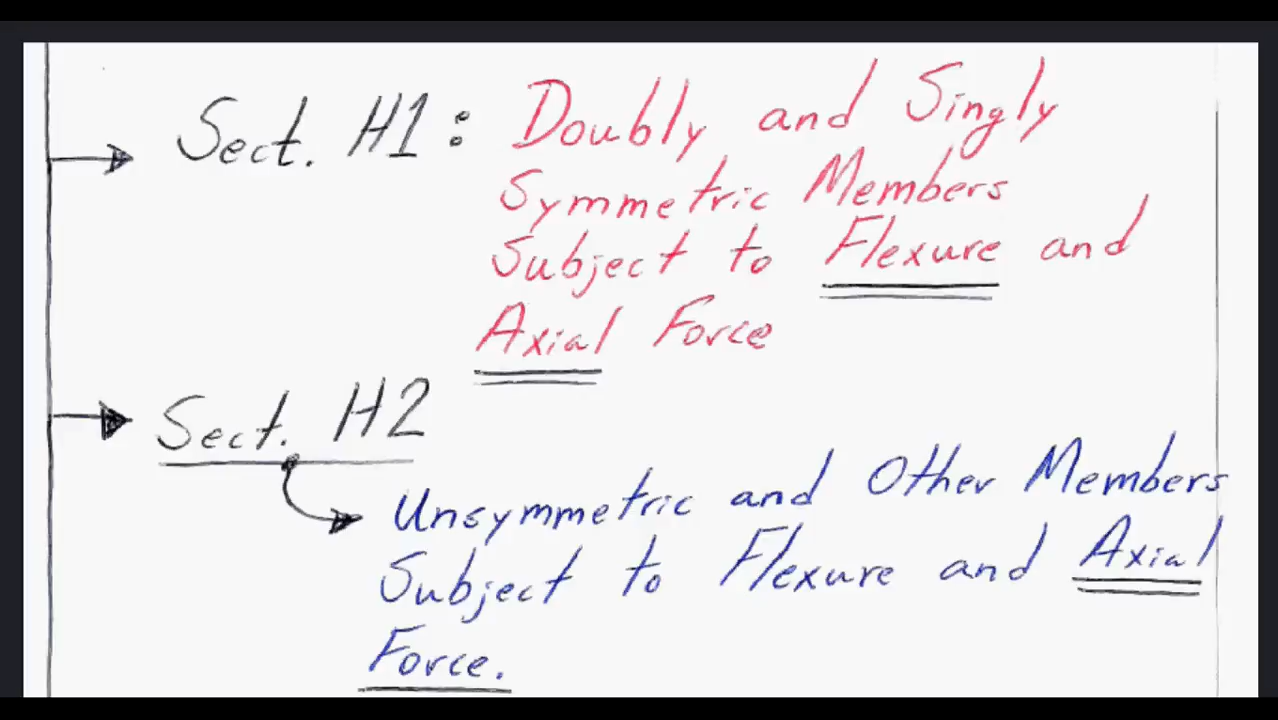 Sect. H1: Doubly and Singly
Symmetric Members
Subject to Flexure and
Axial Force
Sect. H2
Unsymmetric and Other Members
Subject to Flexure and Axial
Force.